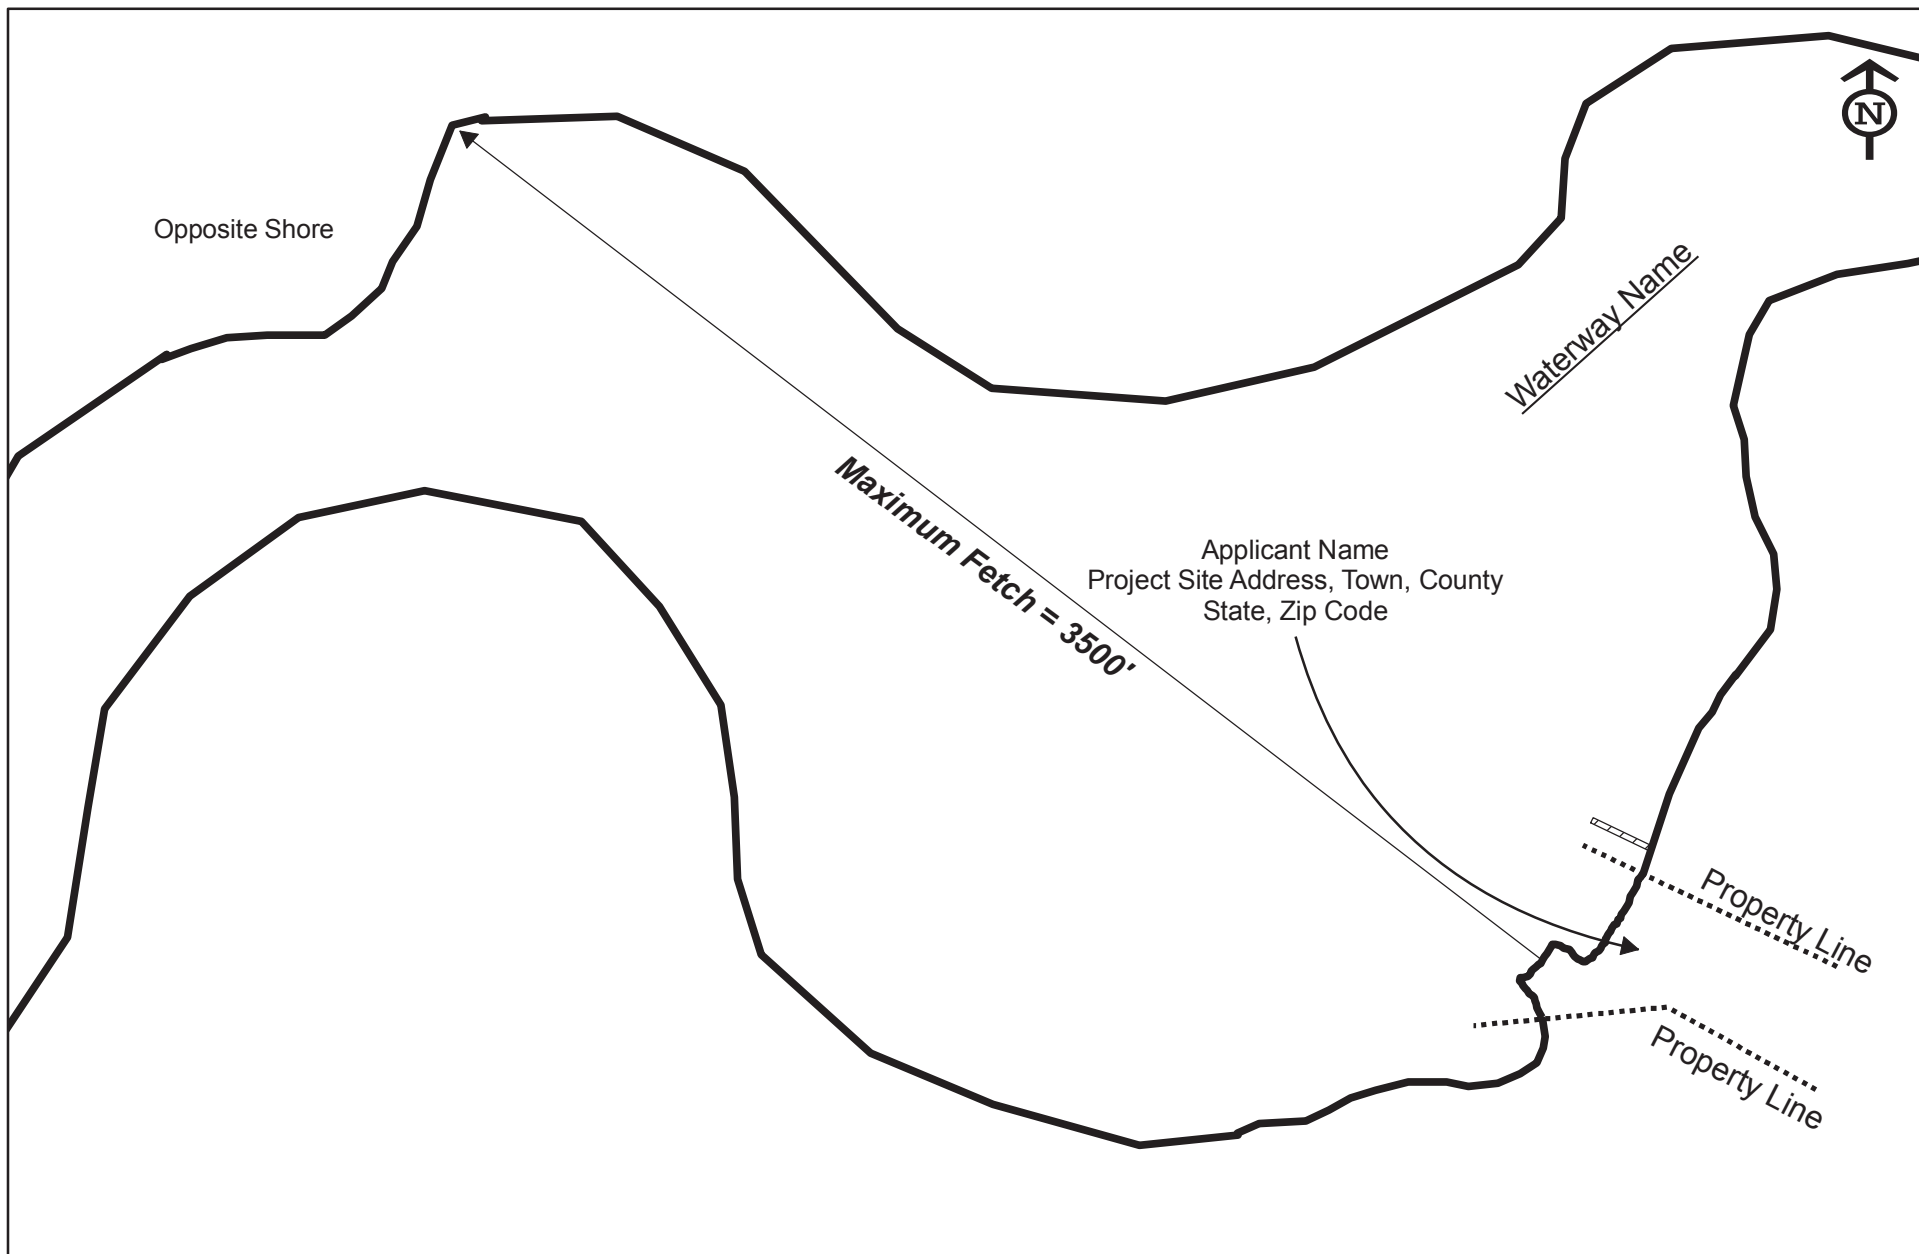 N
Opposite Shore
Waterway Name
Maximum Fetch = 3500'
Applicant Name
Project Site Address, Town, County
State, Zip Code
Property Line
Property Line